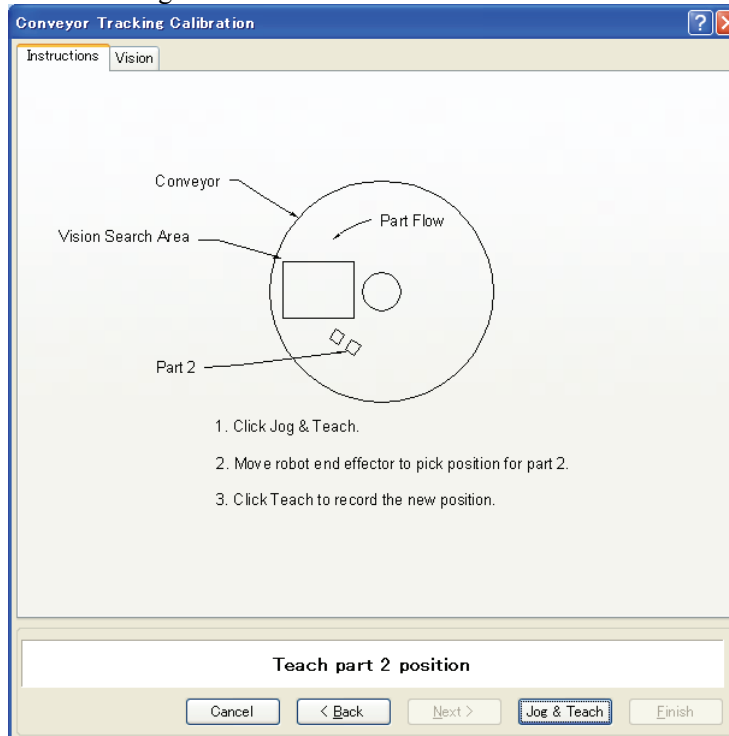 Conveyor Tracking Calibration
Instructions Vision
Conveyor
Part Flow
Vision Search Area
Part 2
1. Click Jog & Teach.
2. Move robot end effector to pick position for part 2.
3. Click Teach to record the new position.
Teach part 2 position
Cancel < Back Next > Jog & Teach Finish